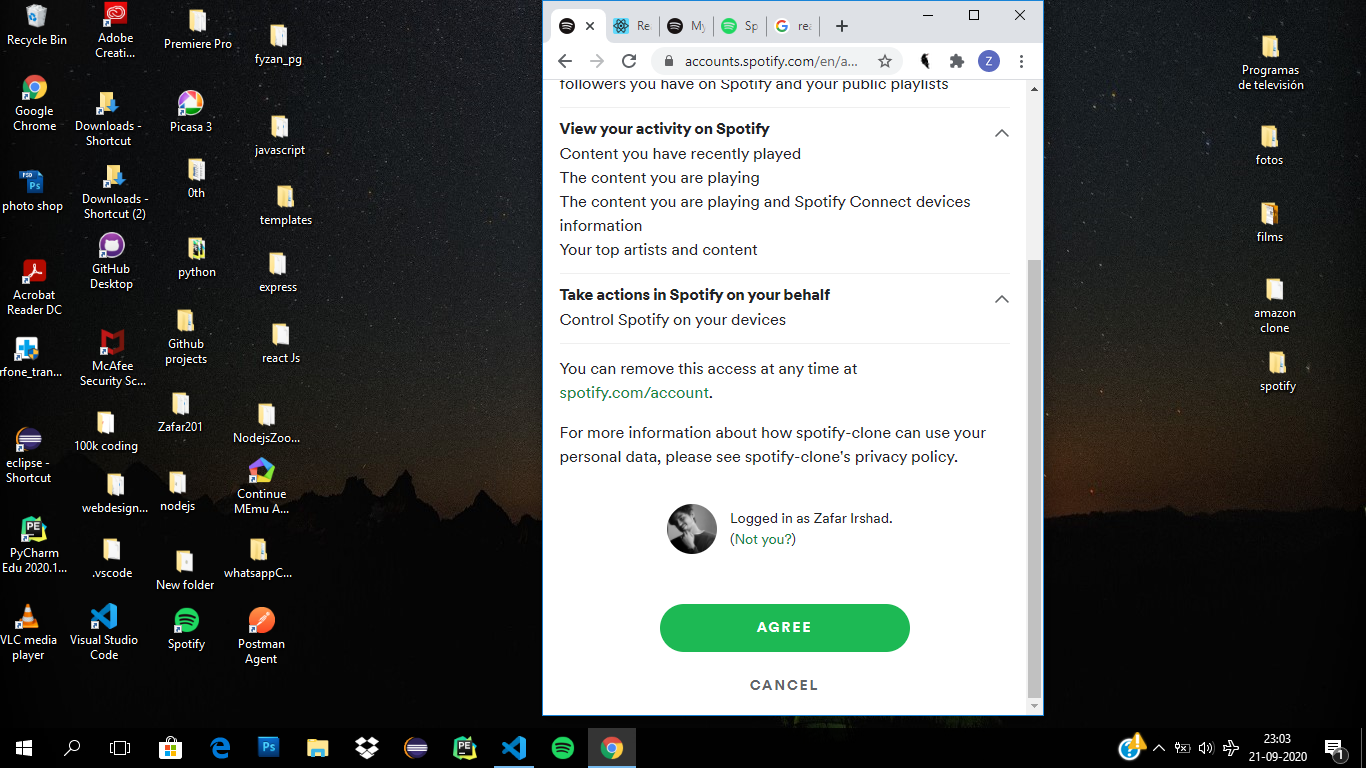 Recycle Bin
Adobe
Creati...
Premiere Pro
fyzan_pg
Google
Chrome
Downloads -
Shortcut
Picasa 3
javascript
photo shop
Downloads -
Shortcut (2)
0th
templates
GitHub
Desktop
python
express
Acrobat
Reader DC
McAfee
Security Sc...
Github
projects
react Js
rfone_tran...
100k coding
Zafar201
NodejsZoo...
eclipse -
Shortcut
webdesign...
nodejs
Continue
MEmu A...
PyCharm
Edu 2020.1...
.vscode
New folder
whatsappC...
VLC media
player
Visual Studio
Code
Spotify
Postman
Agent
Re
My
Sp
rea
accounts.spotify.com/en/a...
Z
followers you have on Spotify and your public playlists
View your activity on Spotify
Content you have recently played
The content you are playing
The content you are playing and Spotify Connect devices
information
Your top artists and content
Take actions in Spotify on your behalf
Control Spotify on your devices
You can remove this access at any time at
spotify.com/account.
For more information about how spotify-clone can use your
personal data, please see spotify-clone's privacy policy.
Logged in as Zafar Irshad.
(Not you?)
AGREE
CANCEL
Programas
de televisión
fotos
films
amazon
clone
spotify
23:03
21-09-2020
1